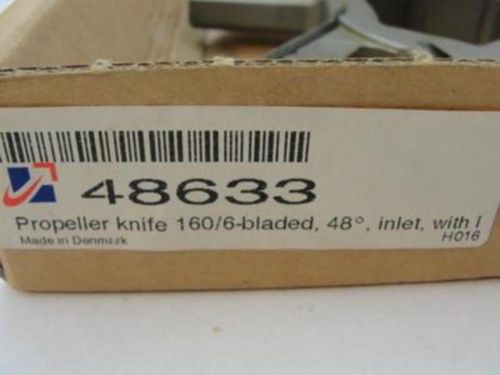 48633
Propeller knife 160/6-bladed, 48°, inlet, with l
Made in Denmark
H016